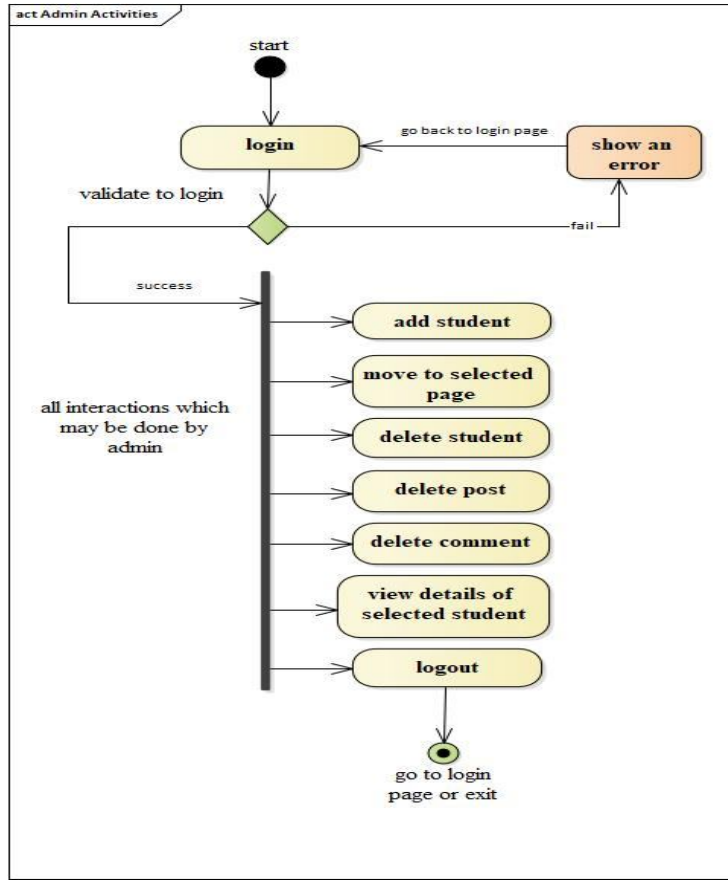 act Admin Activities
start
login
go back to login page
show an
error
validate to login
fail
success
add student
move to selected
page
all interactions which
may be done by
admin
delete student
delete post
delete comment
view details of
selected student
logout
go to login
page or exit